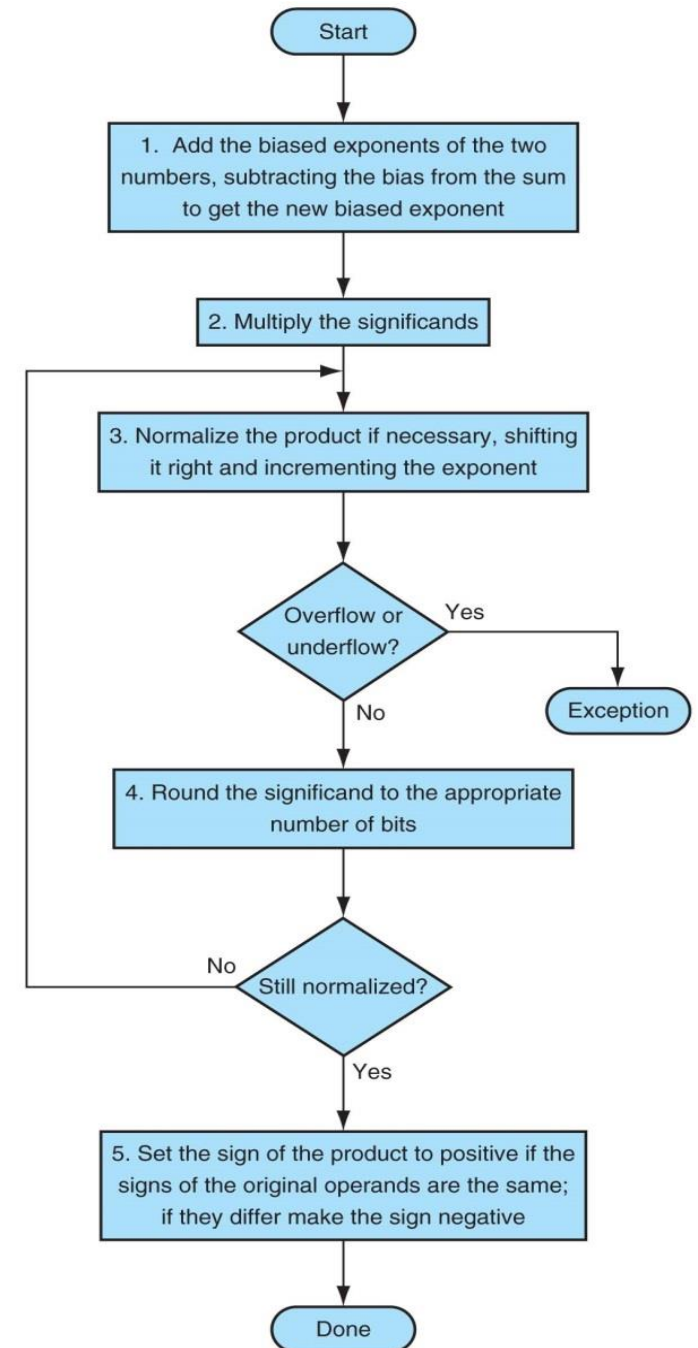 Start
1. Add the biased exponents of the two
numbers, subtracting the bias from the sum
to get the new biased exponent
2. Multiply the significands
3. Normalize the product if necessary, shifting
it right and incrementing the exponent
Overflow or
underflow?
Yes
Exception
No
4. Round the significand to the appropriate
number of bits
No
Still normalized?
Yes
5. Set the sign of the product to positive if the
signs of the original operands are the same;
if they differ make the sign negative
Done